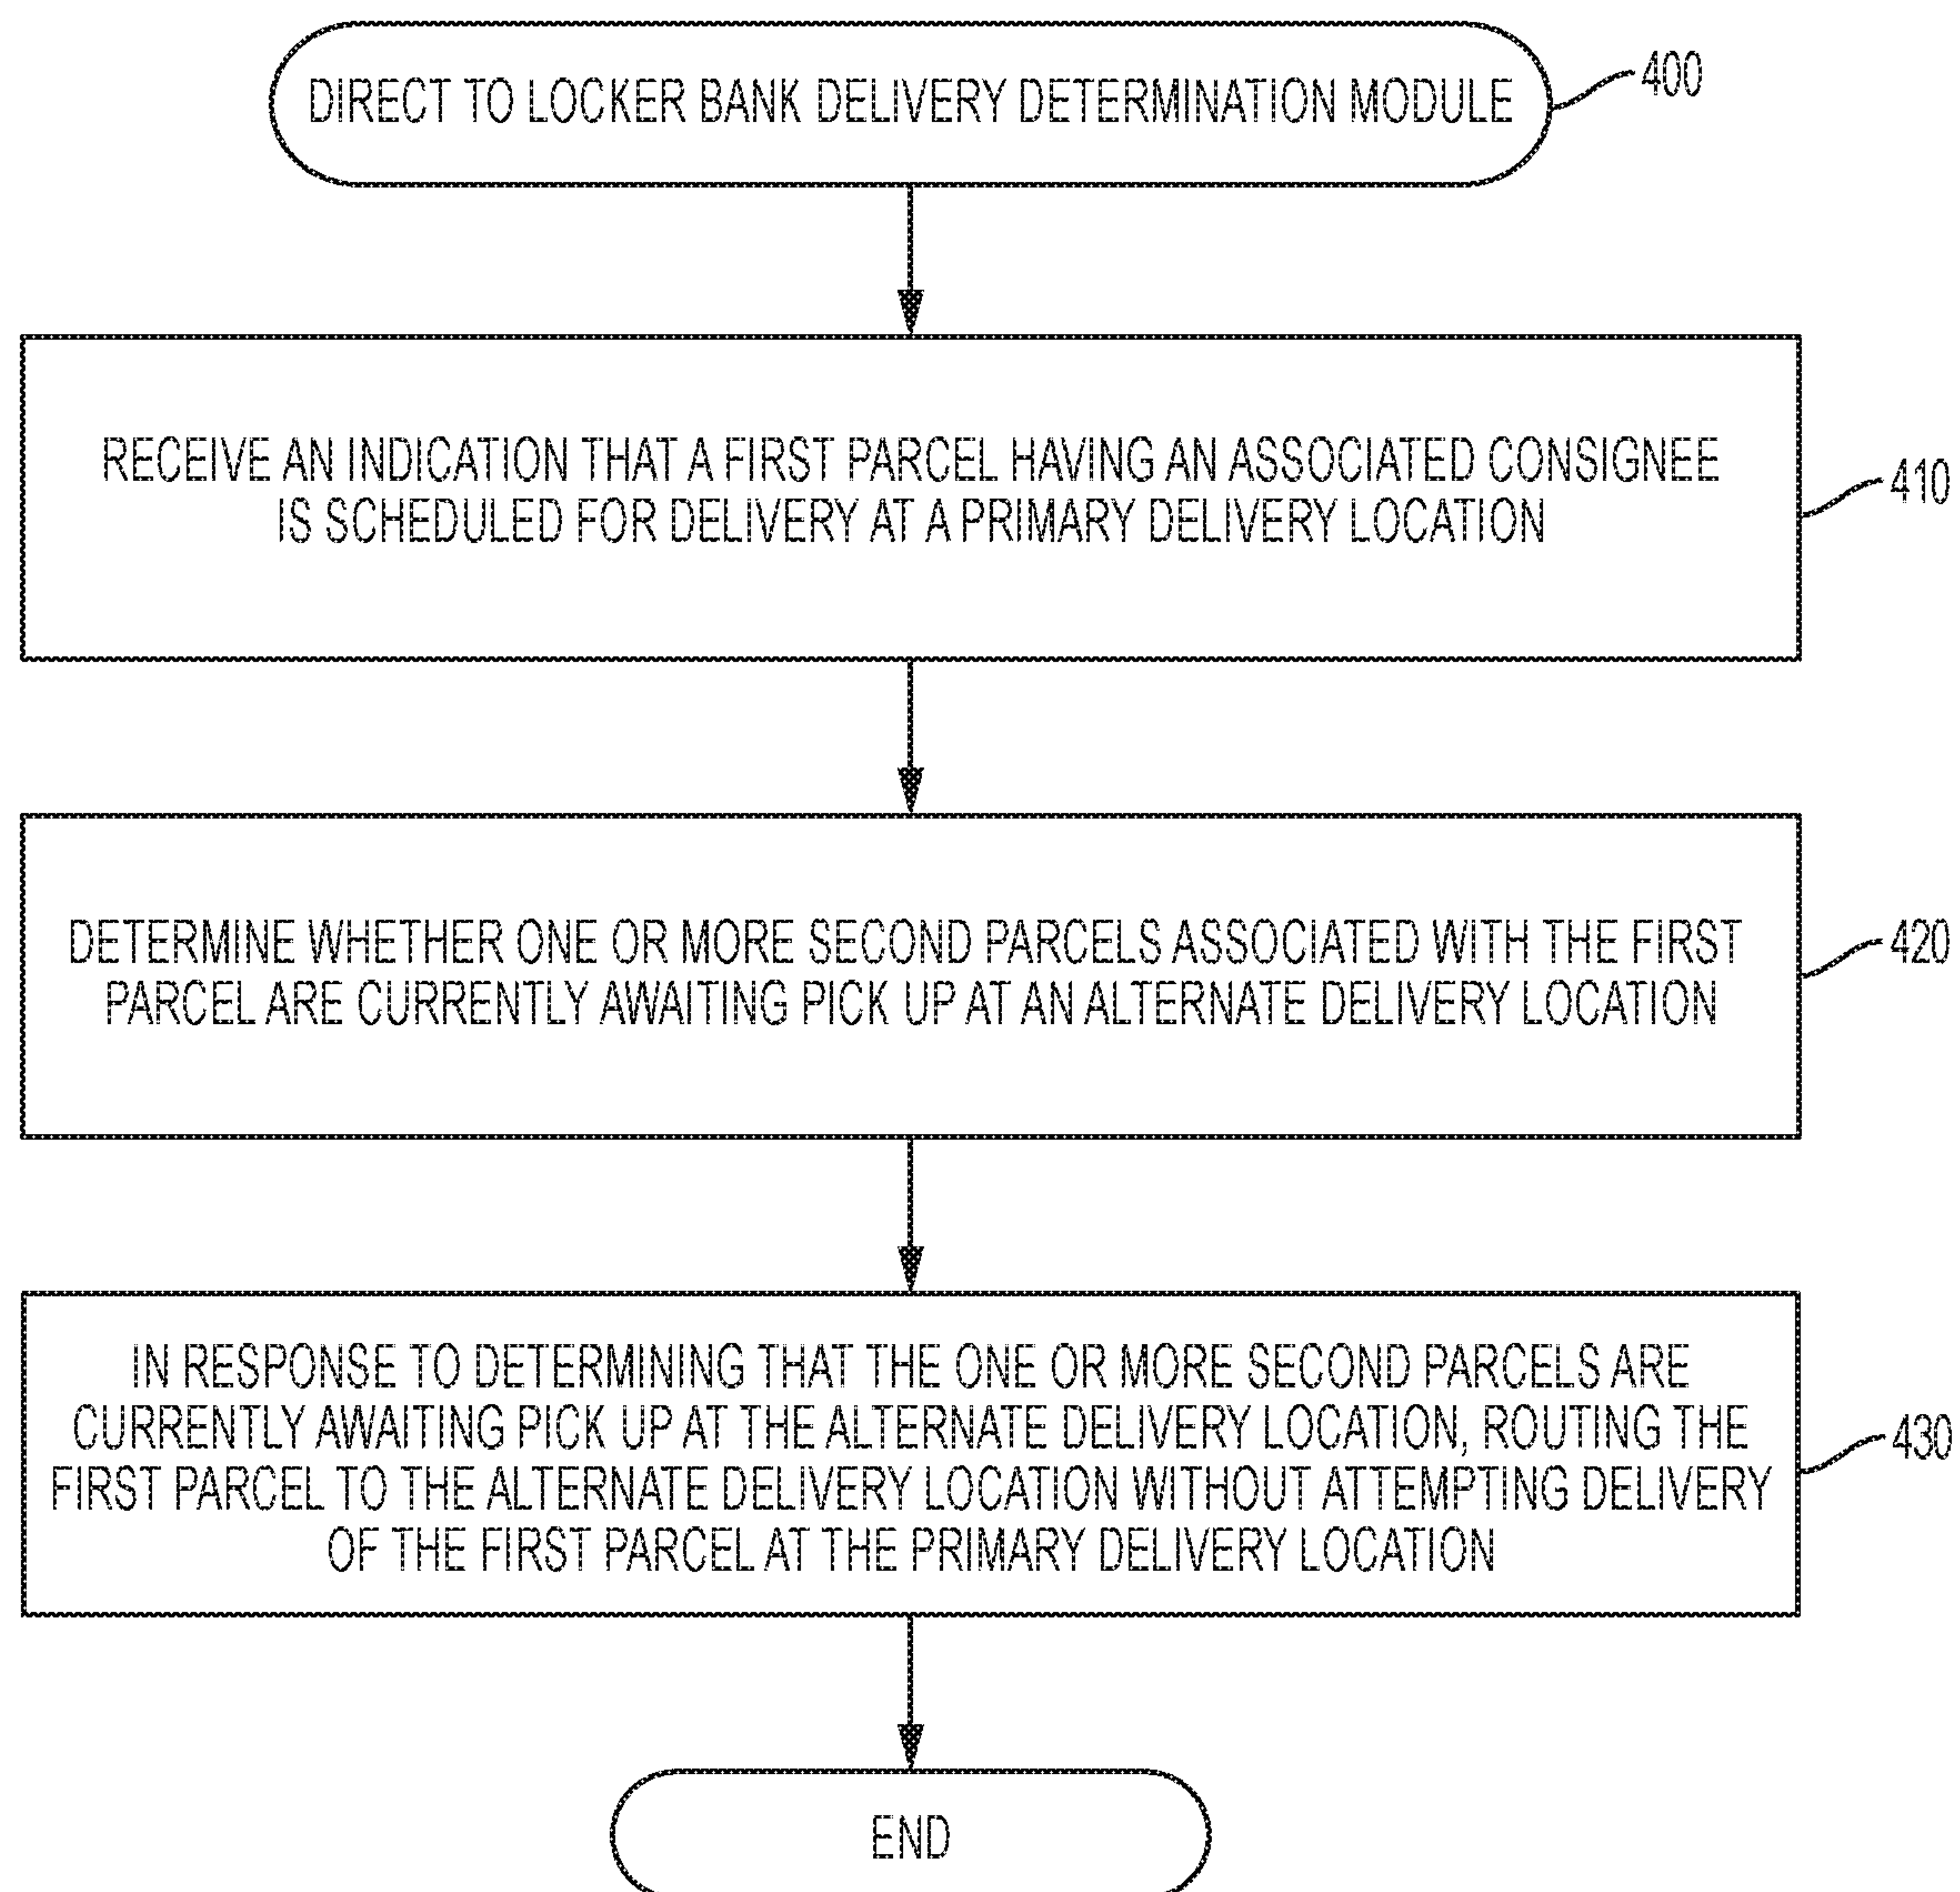 DIRECT TO LOCKER BANK DELIVERY DETERMINATION MODULE
400
RECEIVE AN INDICATION THAT A FIRST PARCEL HAVING AN ASSOCIATED CONSIGNEE
IS SCHEDULED FOR DELIVERY AT A PRIMARY DELIVERY LOCATION
410
DETERMINE WHETHER ONE OR MORE SECOND PARCELS ASSOCIATED WITH THE FIRST
PARCEL ARE CURRENTLY AWAITING PICK UP AT AN ALTERNATE DELIVERY LOCATION
420
IN RESPONSE TO DETERMINING THAT THE ONE OR MORE SECOND PARCELS ARE
CURRENTLY AWAITING PICK UP AT THE ALTERNATE DELIVERY LOCATION, ROUTING THE
FIRST PARCEL TO THE ALTERNATE DELIVERY LOCATION WITHOUT ATTEMPTING DELIVERY
OF THE FIRST PARCEL AT THE PRIMARY DELIVERY LOCATION
430
END